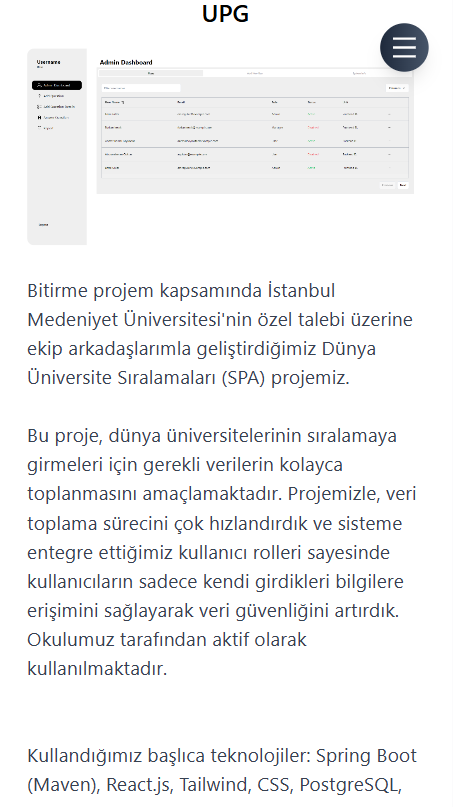 UPG
Username
Admin Dashboard
Bitirme projem kapsamında İstanbul
Medeniyet Üniversitesi'nin özel talebi üzerine
ekip arkadaşlarımla geliştirdiğimiz Dünya
Üniversite Sıralamaları (SPA) projemiz.
Bu proje, dünya üniversitelerinin sıralamaya
girmeleri için gerekli verilerin kolayca
toplanmasını amaçlamaktadır. Projemizle, veri
toplama sürecini çok hızlandırdık ve sisteme
entegre ettiğimiz kullanıcı rolleri sayesinde
kullanıcıların sadece kendi girdikleri bilgilere
erişimini sağlayarak veri güvenliğini artırdık.
Okulumuz tarafından aktif olarak
kullanılmaktadır.
Kullandığımız başlıca teknolojiler: Spring Boot
(Maven), React.js, Tailwind, CSS, PostgreSQL,